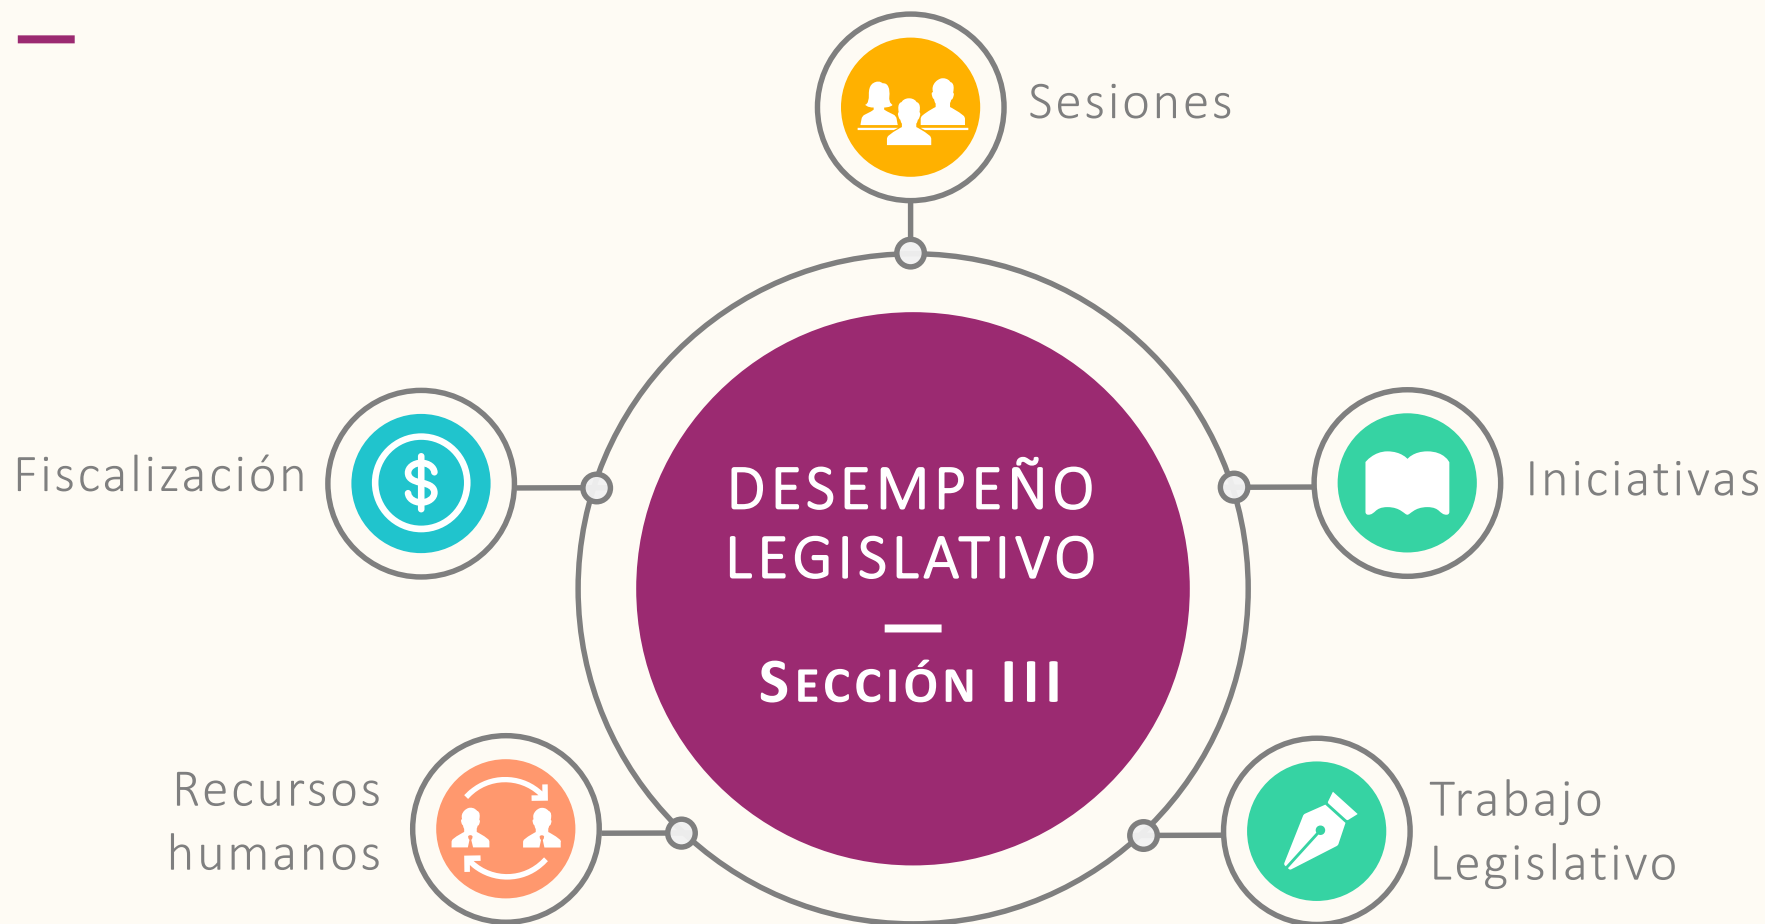 Sesiones
Fiscalización
Iniciativas
DESEMPEÑO
LEGISLATIVO
SECCIÓN III
Recursos
humanos
Trabajo
Legislativo